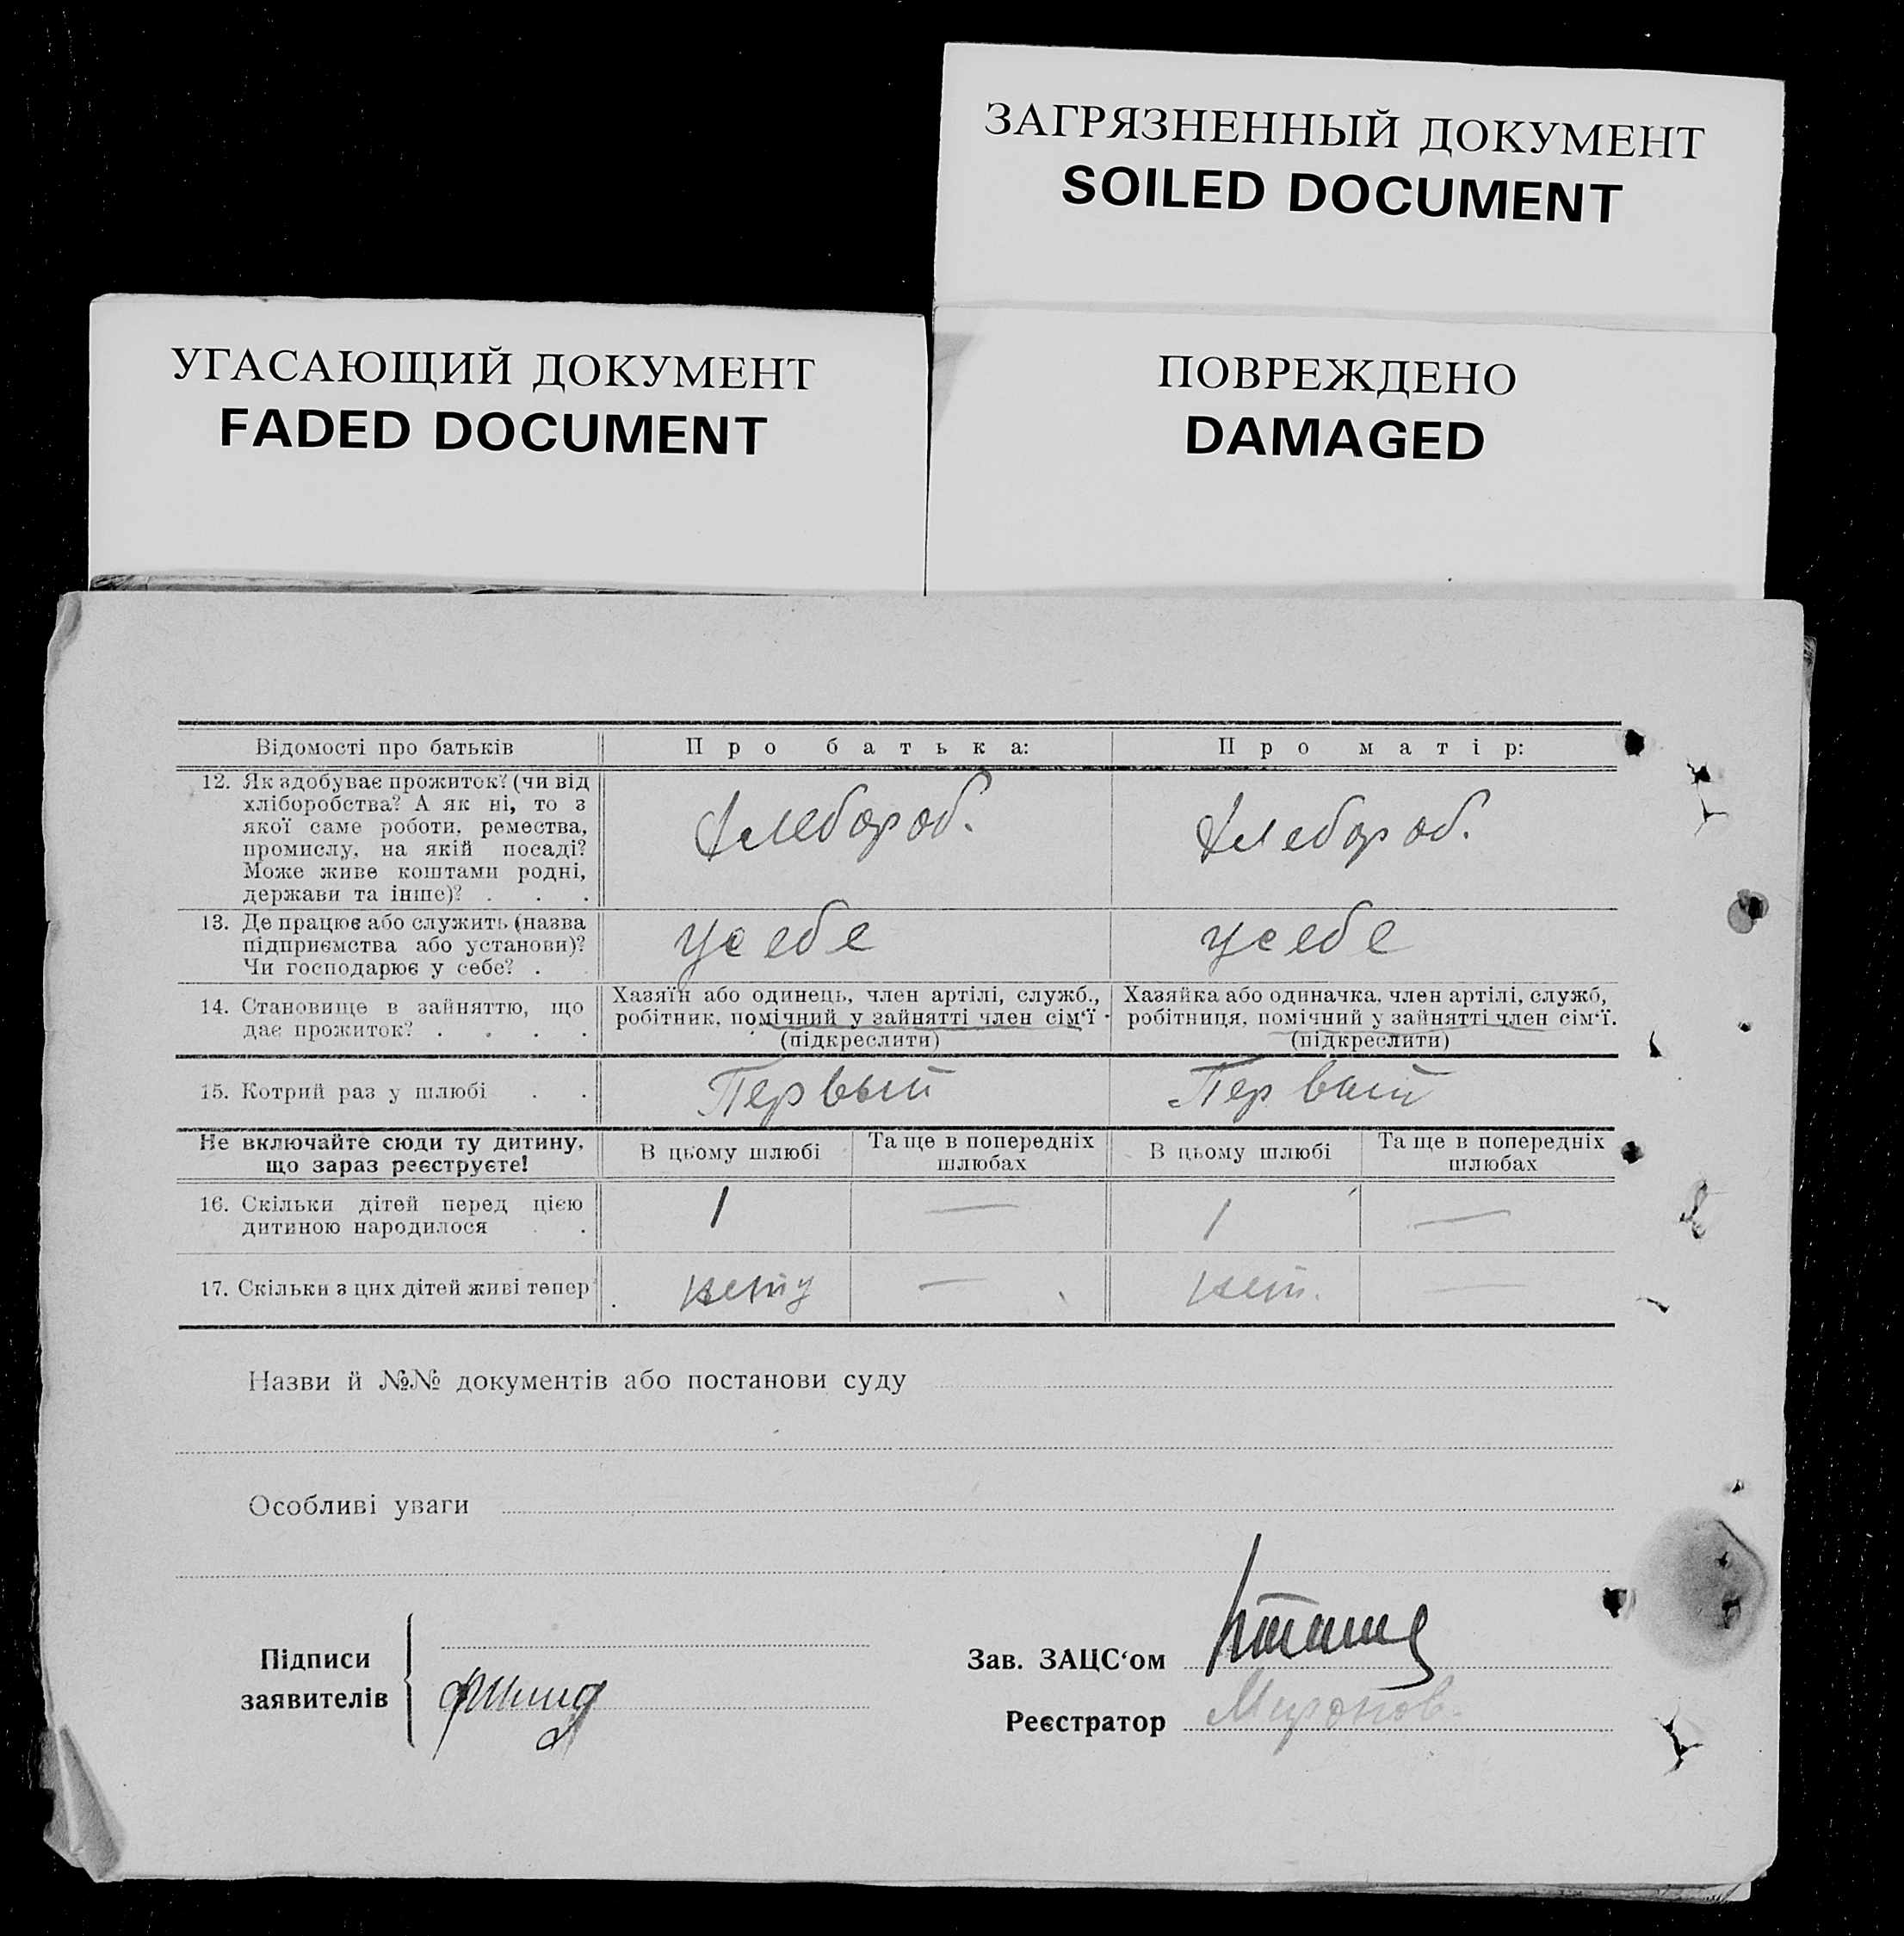 ЗАГРЯЗНЕННЫЙ ДОКУМЕНТ
SOILED DOCUMENT
УГАСАЮЩИЙ ДОКУМЕНТ
FADED DOCUMENT
ПОВРЕЖДЕНО
DAMAGED
Відомості про батьків Про батька: Про матір:
12. Як здобуває прожиток? (чи від
хліборобства? А як ні, то з
якої саме роботи, ремества,
промислу, на якій посаді?
Може живе коштами родні,
держави та інше)? . . .
Хлебороб. Хлебороб.
13. Де працює або служить (назва
підприємства або установи)?
Чи господарює у себе? .
у себе у себе
14. Становище в зайняттю, що
дає прожиток? . . . .
Хазяїн або одинець, член артілі, служб.,
робітник, помічний у зайнятті член сім'ї.
(підкреслити)
Хазяйка або одиначка, член артілі, служб,
робітниця, помічний у зайнятті член сім'ї.
(підкреслити)
15. Котрий раз у шлюбі . . Первый Первый
Не включайте сюди ту дитину,
що зараз реєструєте!
В цьому шлюбі Та ще в попередніх
шлюбах
В цьому шлюбі Та ще в попередніх
шлюбах
16. Скільки дітей перед цією
дитиною народилося . .
1 — 1 —
17. Скільки з цих дітей живі тепер нету — нет. —
Назви й №№ документів або постанови суду
Особливі уваги
Підписи
заявителів
Зав. ЗАЦС'ом
Реєстратор Миронов